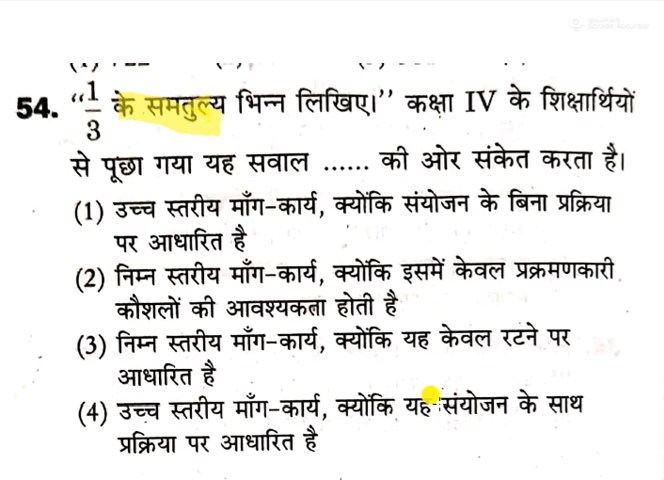 54. "1/3 के समतुल्य भिन्न लिखिए।" कक्षा IV के शिक्षार्थियों
से पूछा गया यह सवाल ...... की ओर संकेत करता है।
(1) उच्च स्तरीय माँग-कार्य, क्योंकि संयोजन के बिना प्रक्रिया
पर आधारित है
(2) निम्न स्तरीय माँग-कार्य, क्योंकि इसमें केवल प्रक्रमणकारी
कौशलों की आवश्यकता होती है
(3) निम्न स्तरीय माँग-कार्य, क्योंकि यह केवल रटने पर
आधारित है
(4) उच्च स्तरीय माँग-कार्य, क्योंकि यह संयोजन के साथ
प्रक्रिया पर आधारित है